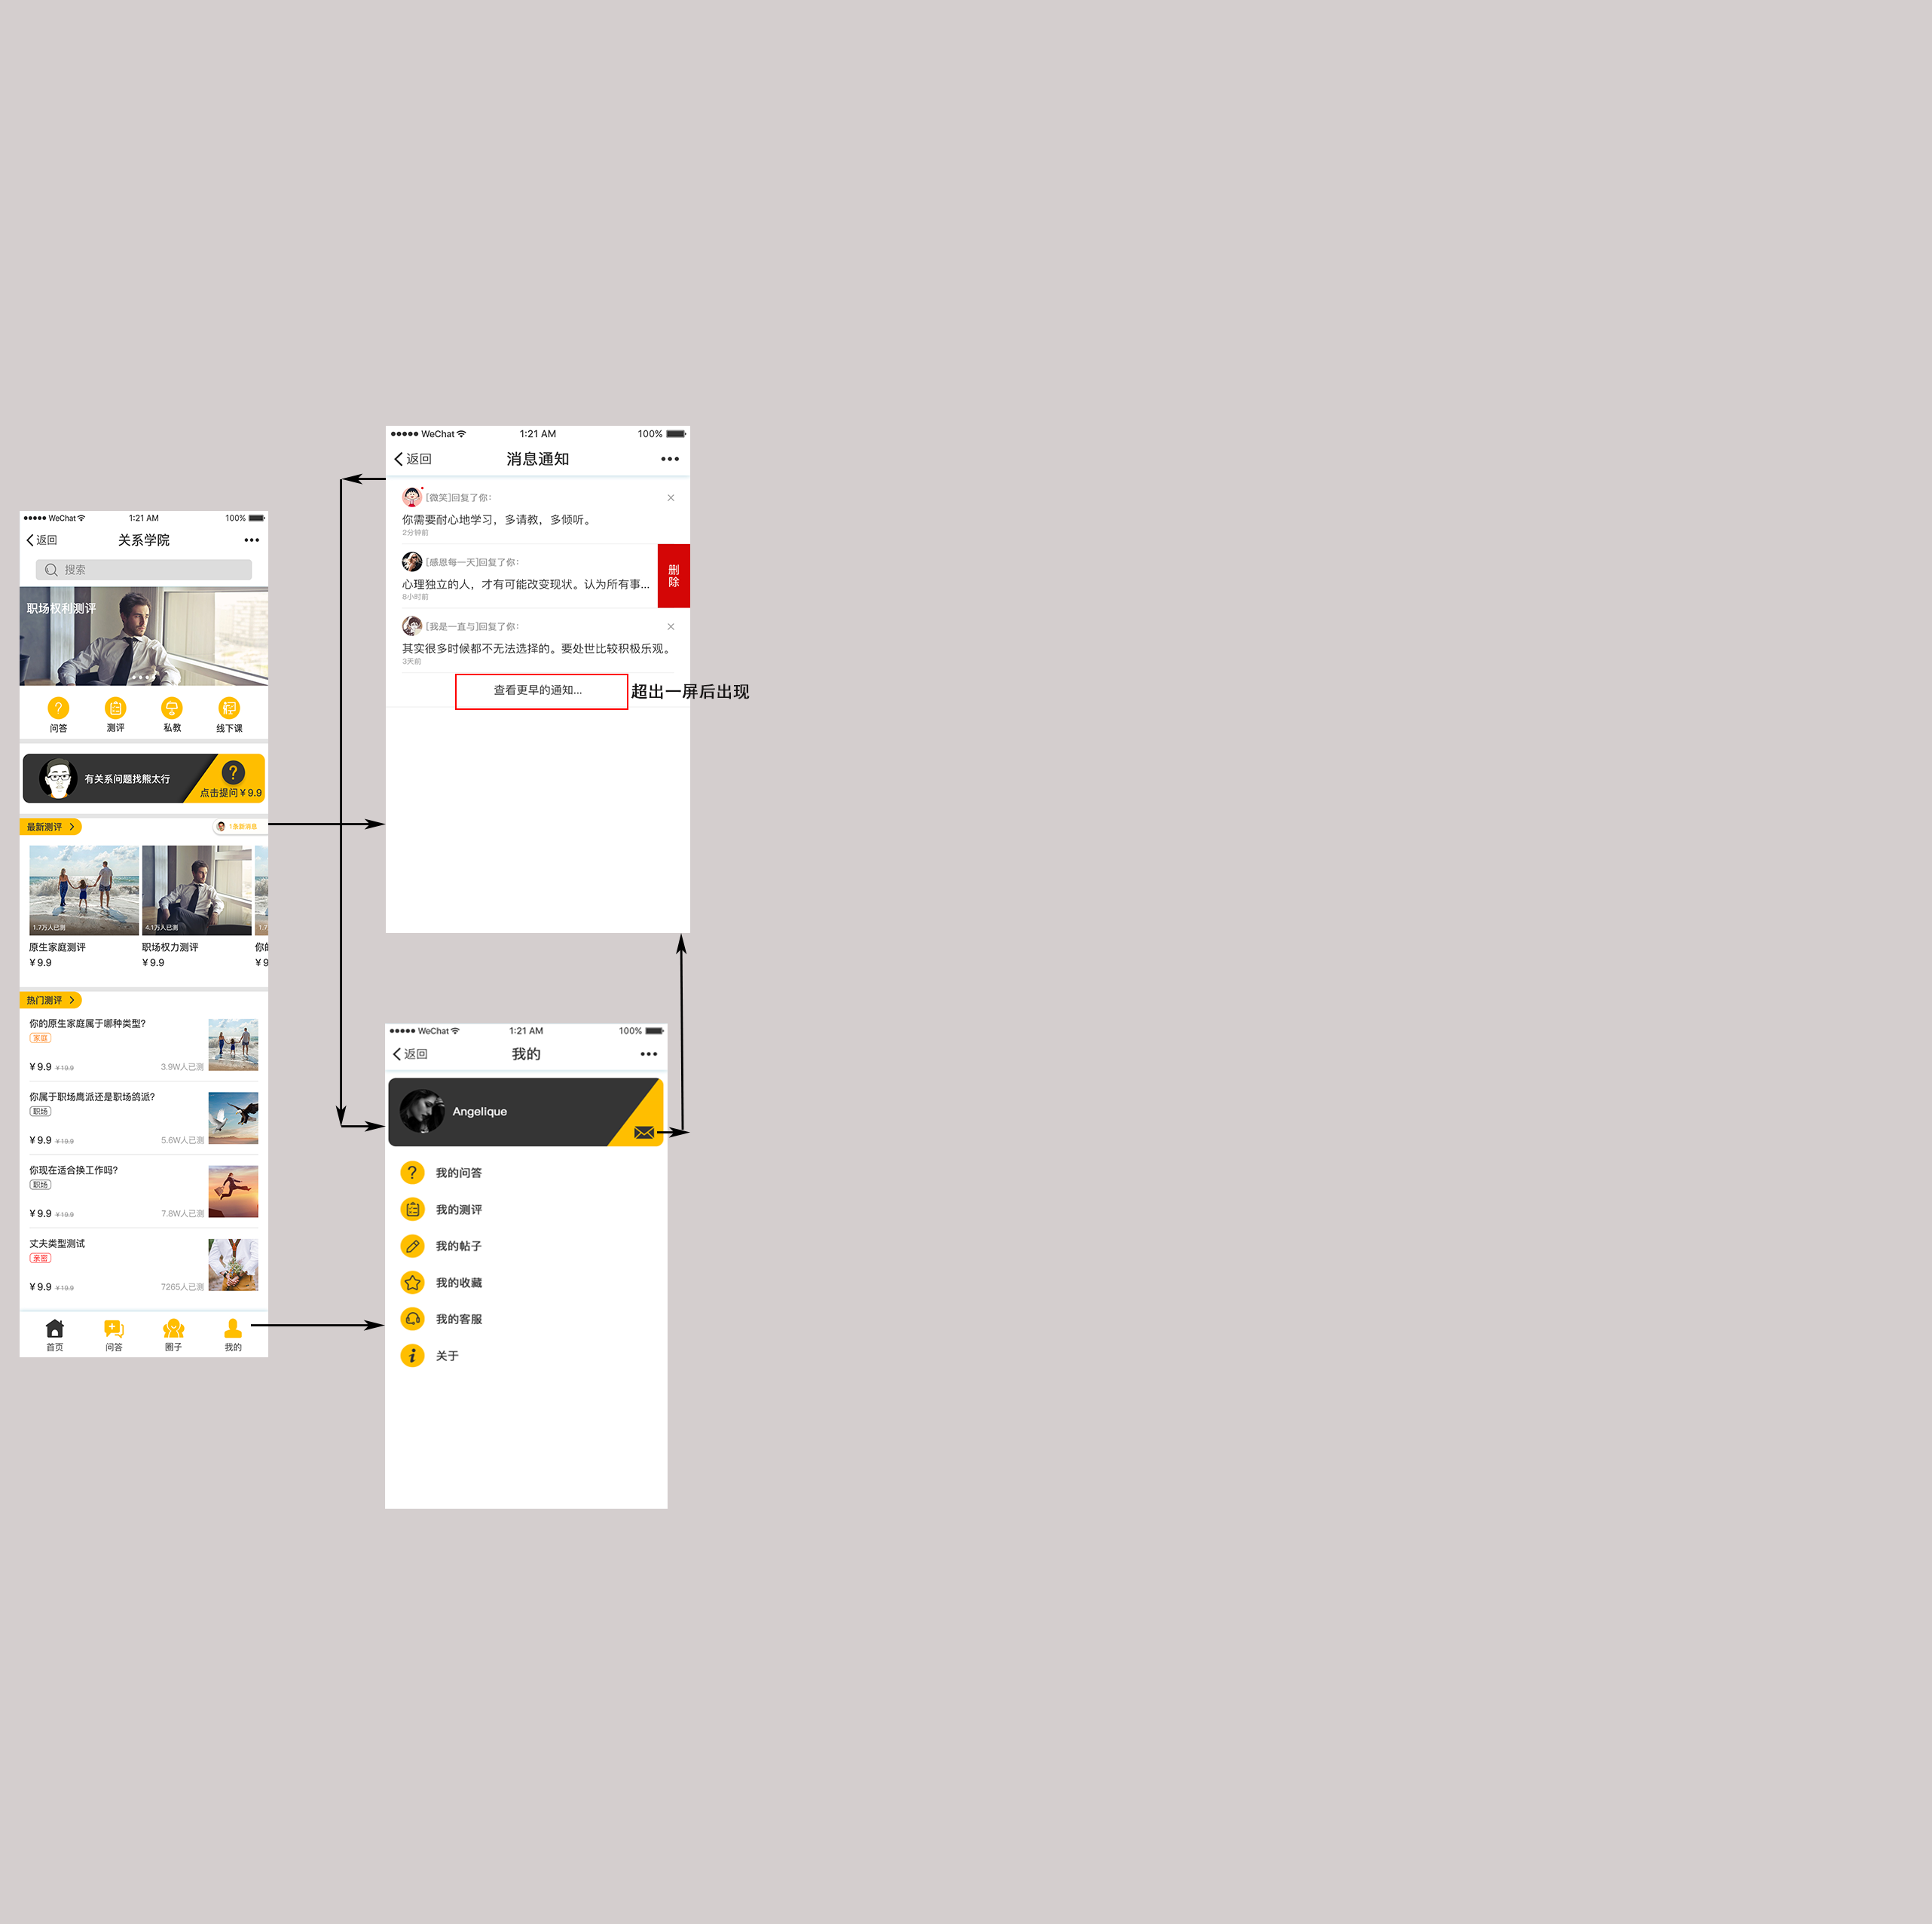 WeChat 1:21 AM 100%
返回 关系学院
搜索
职场权利测评
问答 测评 私教 线下课
有关系问题找熊太行
点击提问 ¥ 9.9
最新测评
1条新消息
1.7万人已测 4.1万人已测 1.7
原生家庭测评 职场权力测评 你的
¥ 9.9 ¥ 9.9 ¥ 9
热门测评
你的原生家庭属于哪种类型?
家庭
¥ 9.9 ¥ 19.9 3.9W人已测
你属于职场鹰派还是职场鸽派?
职场
¥ 9.9 ¥ 19.9 5.6W人已测
你现在适合换工作吗?
职场
¥ 9.9 ¥ 19.9 7.8W人已测
丈夫类型测试
亲密
¥ 9.9 ¥ 19.9 7265人已测
首页 问答 圈子 我的
WeChat 1:21 AM 100%
返回 消息通知
[微笑]回复了你：
你需要耐心地学习，多请教，多倾听。
2分钟前
[感恩每一天]回复了你：
心理独立的人，才有可能改变现状。认为所有事...
8小时前
删除
[我是一直与]回复了你：
其实很多时候都不无法选择的。要处世比较积极乐观。
3天前
查看更早的通知...
超出一屏后出现
WeChat 1:21 AM 100%
返回 我的
Angelique
我的问答
我的测评
我的帖子
我的收藏
我的客服
关于